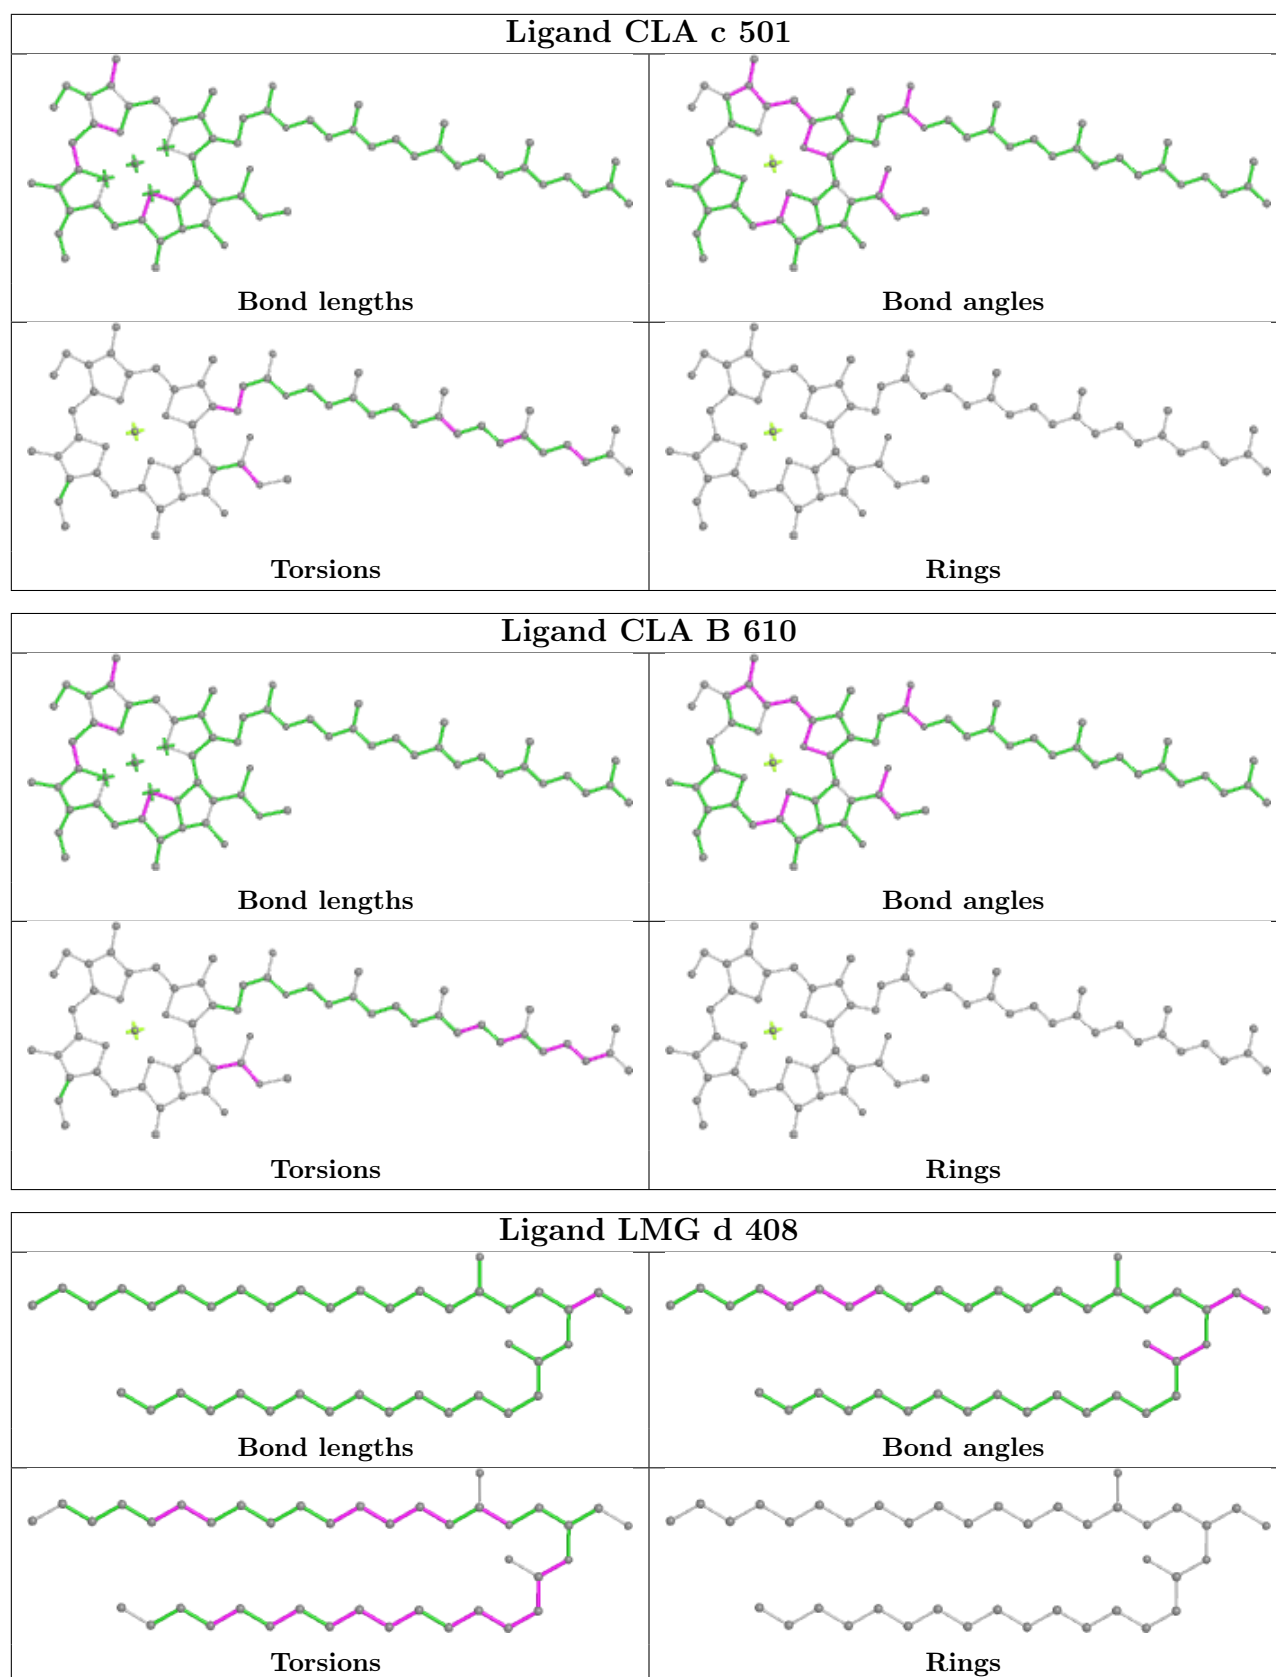 Ligand CLA c 501
Bond lengths
Bond angles
Torsions
Rings
Ligand CLA B 610
Bond lengths
Bond angles
Torsions
Rings
Ligand LMG d 408
Bond lengths
Bond angles
Torsions
Rings